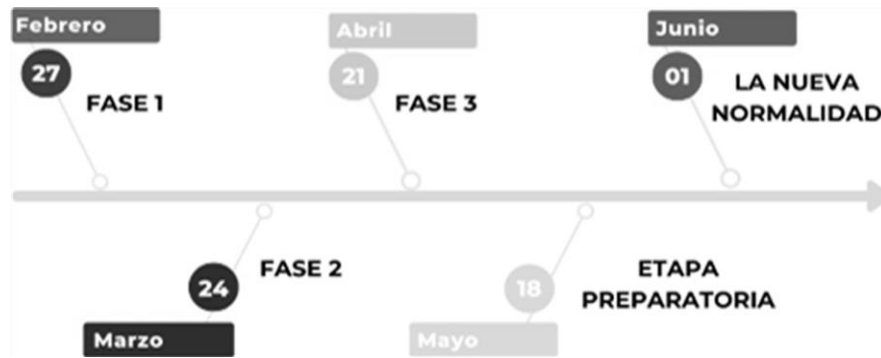 Febrero
27
FASE 1
Abril
21
FASE 3
Junio
01
LA NUEVA
NORMALIDAD
24
FASE 2
Marzo
18
ETAPA
PREPARATORIA
Mayo